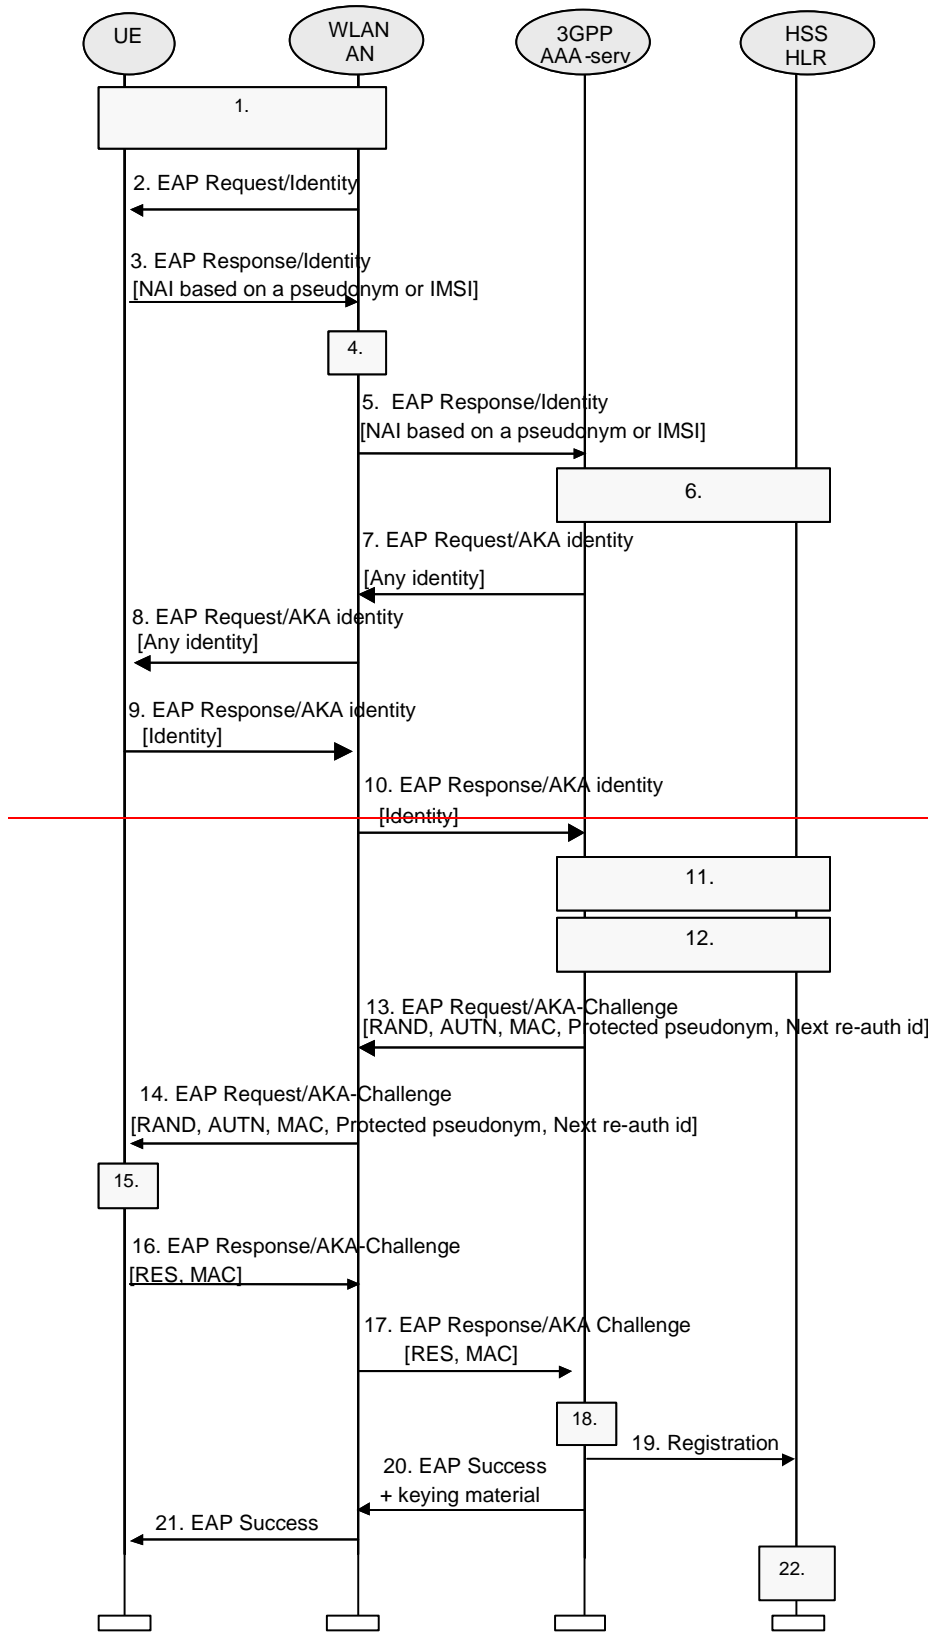 UE
WLAN
AN
3GPP
AAA-serv
HSS
HLR
1.
2. EAP Request/Identity
3. EAP Response/Identity
[NAI based on a pseudonym or IMSI]
4.
5. EAP Response/Identity
[NAI based on a pseudonym or IMSI]
6.
7. EAP Request/AKA identity
[Any identity]
8. EAP Request/AKA identity
[Any identity]
9. EAP Response/AKA identity
[Identity]
10. EAP Response/AKA identity
[Identity]
11.
12.
13. EAP Request/AKA-Challenge
[RAND, AUTN, MAC, Protected pseudonym, Next re-auth id]
14. EAP Request/AKA-Challenge
[RAND, AUTN, MAC, Protected pseudonym, Next re-auth id]
15.
16. EAP Response/AKA-Challenge
[RES, MAC]
17. EAP Response/AKA Challenge
[RES, MAC]
18.
19. Registration
20. EAP Success
+ keying material
21. EAP Success
22.